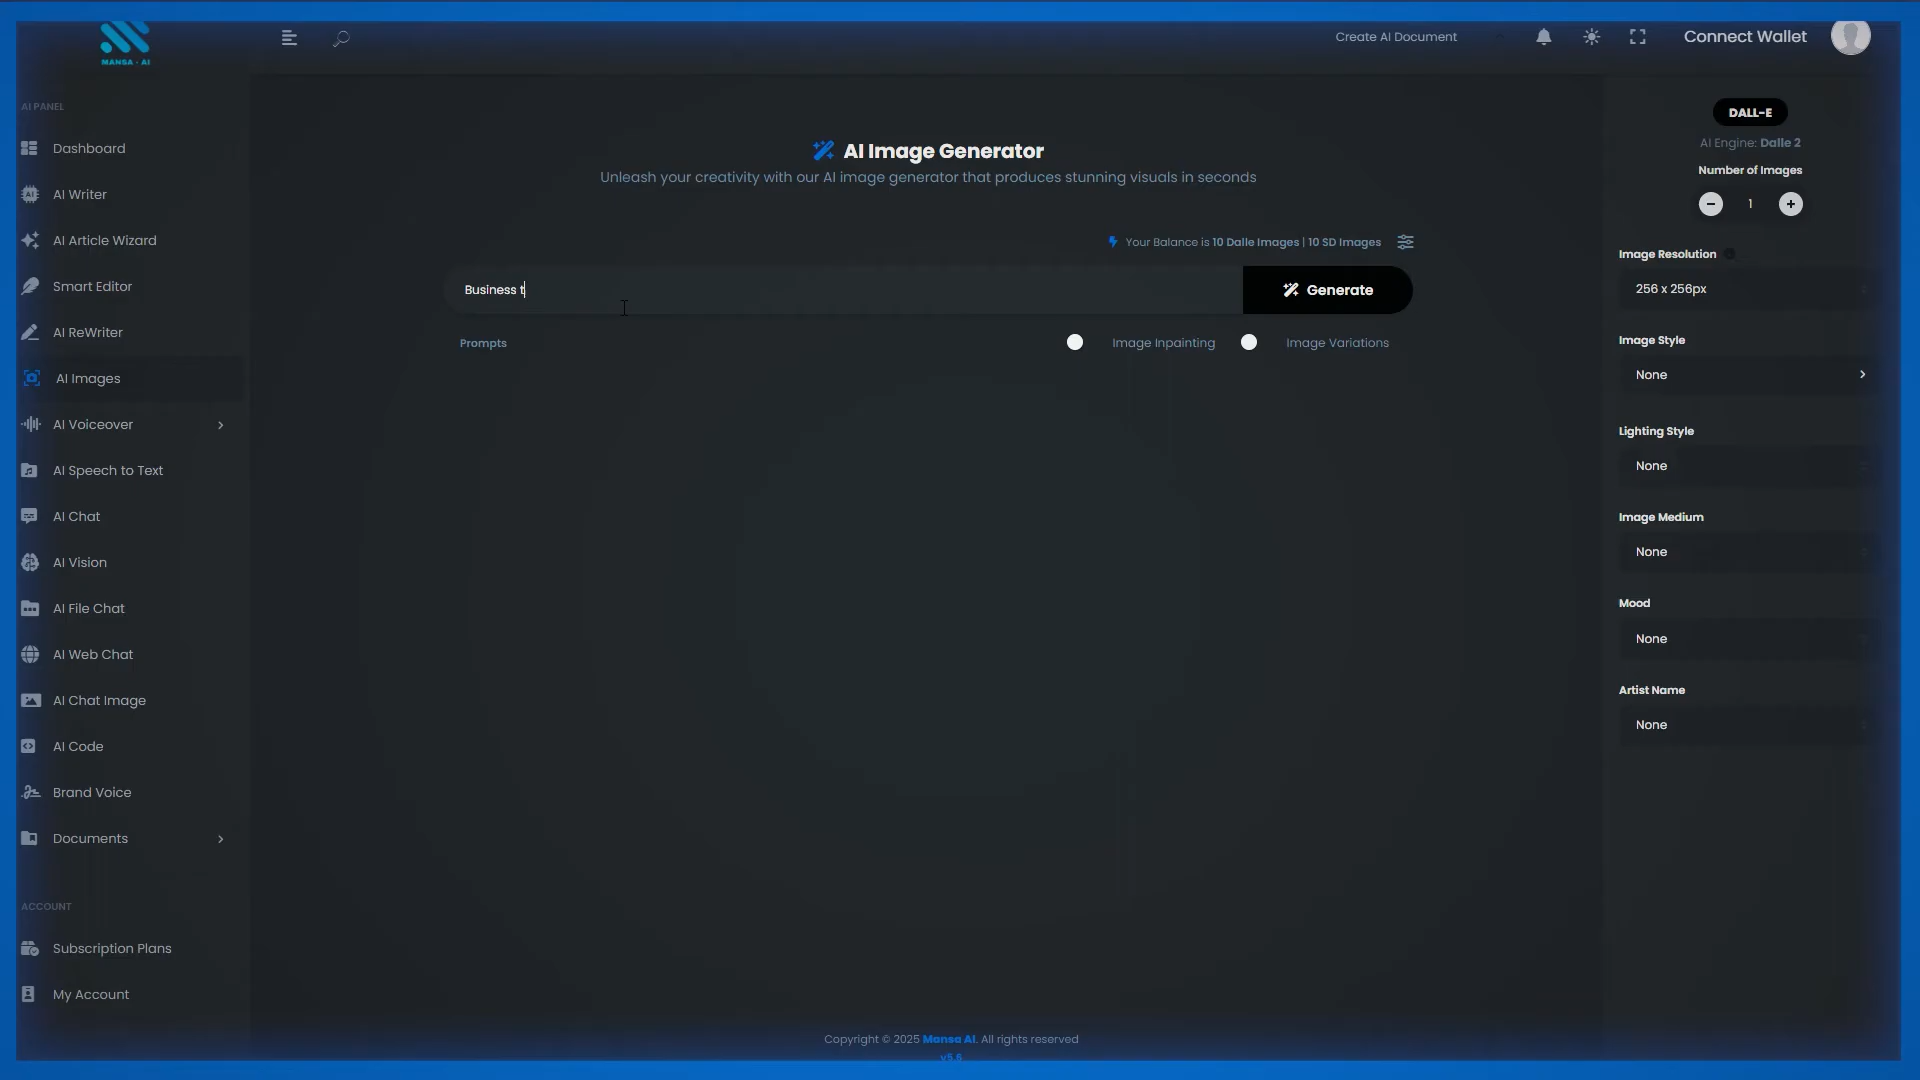 MANSA - AI
Create AI Document
Connect Wallet
AI PANEL
Dashboard
AI Writer
AI Article Wizard
Smart Editor
AI ReWriter
AI Images
AI Voiceover
AI Speech to Text
AI Chat
AI Vision
AI File Chat
AI Web Chat
AI Chat Image
AI Code
Brand Voice
Documents
ACCOUNT
Subscription Plans
My Account
AI Image Generator
Unleash your creativity with our AI image generator that produces stunning visuals in seconds
Your Balance is 10 Dalle Images | 10 SD Images
Business t
Generate
Prompts
Image Inpainting
Image Variations
DALL-E
AI Engine: Dalle 2
Number of Images
1
Image Resolution
256 x 256px
Image Style
None
Lighting Style
None
Image Medium
None
Mood
None
Artist Name
None
Copyright © 2025 Mansa AI. All rights reserved
v5.6